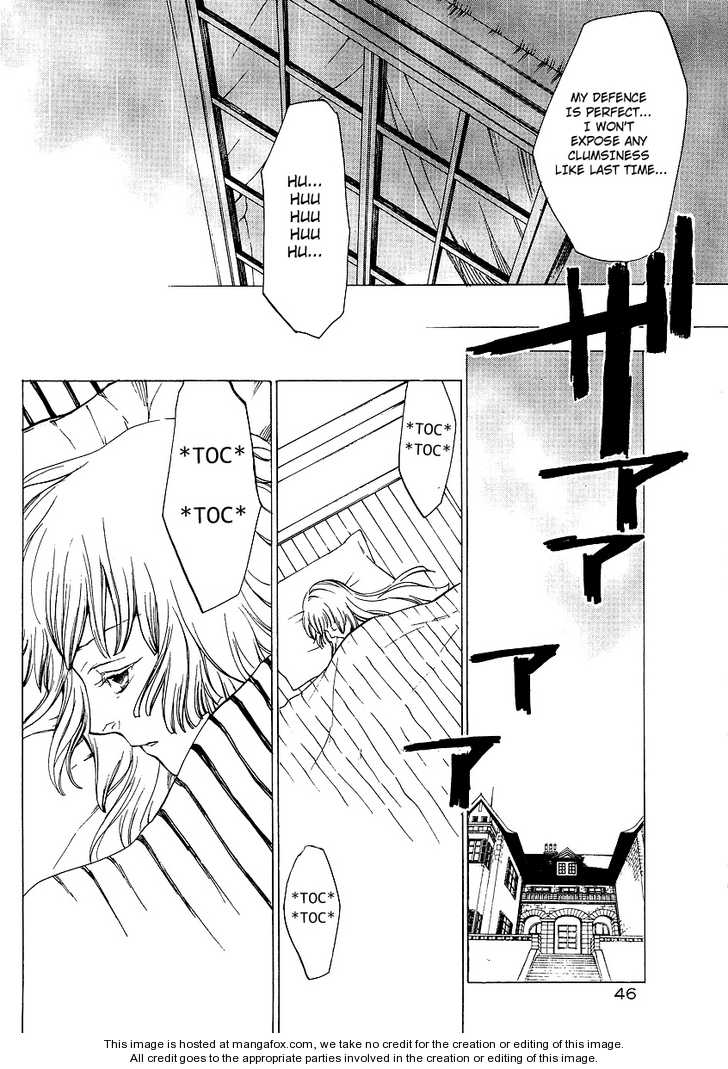 MY DEFENCE
IS PERFECT...
I WON'T
EXPOSE ANY
CLUMSINESS
LIKE LAST TIME...
HU...
HUU
HUU
HUU
HU...
ザァァァァ
*TOC*
*TOC*
*TOC*
*TOC*
*TOC*
*TOC*
46
This image is hosted at mangafox.com, we take no credit for the creation or editing of this image.
All credit goes to the appropriate parties involved in the creation or editing of this image.